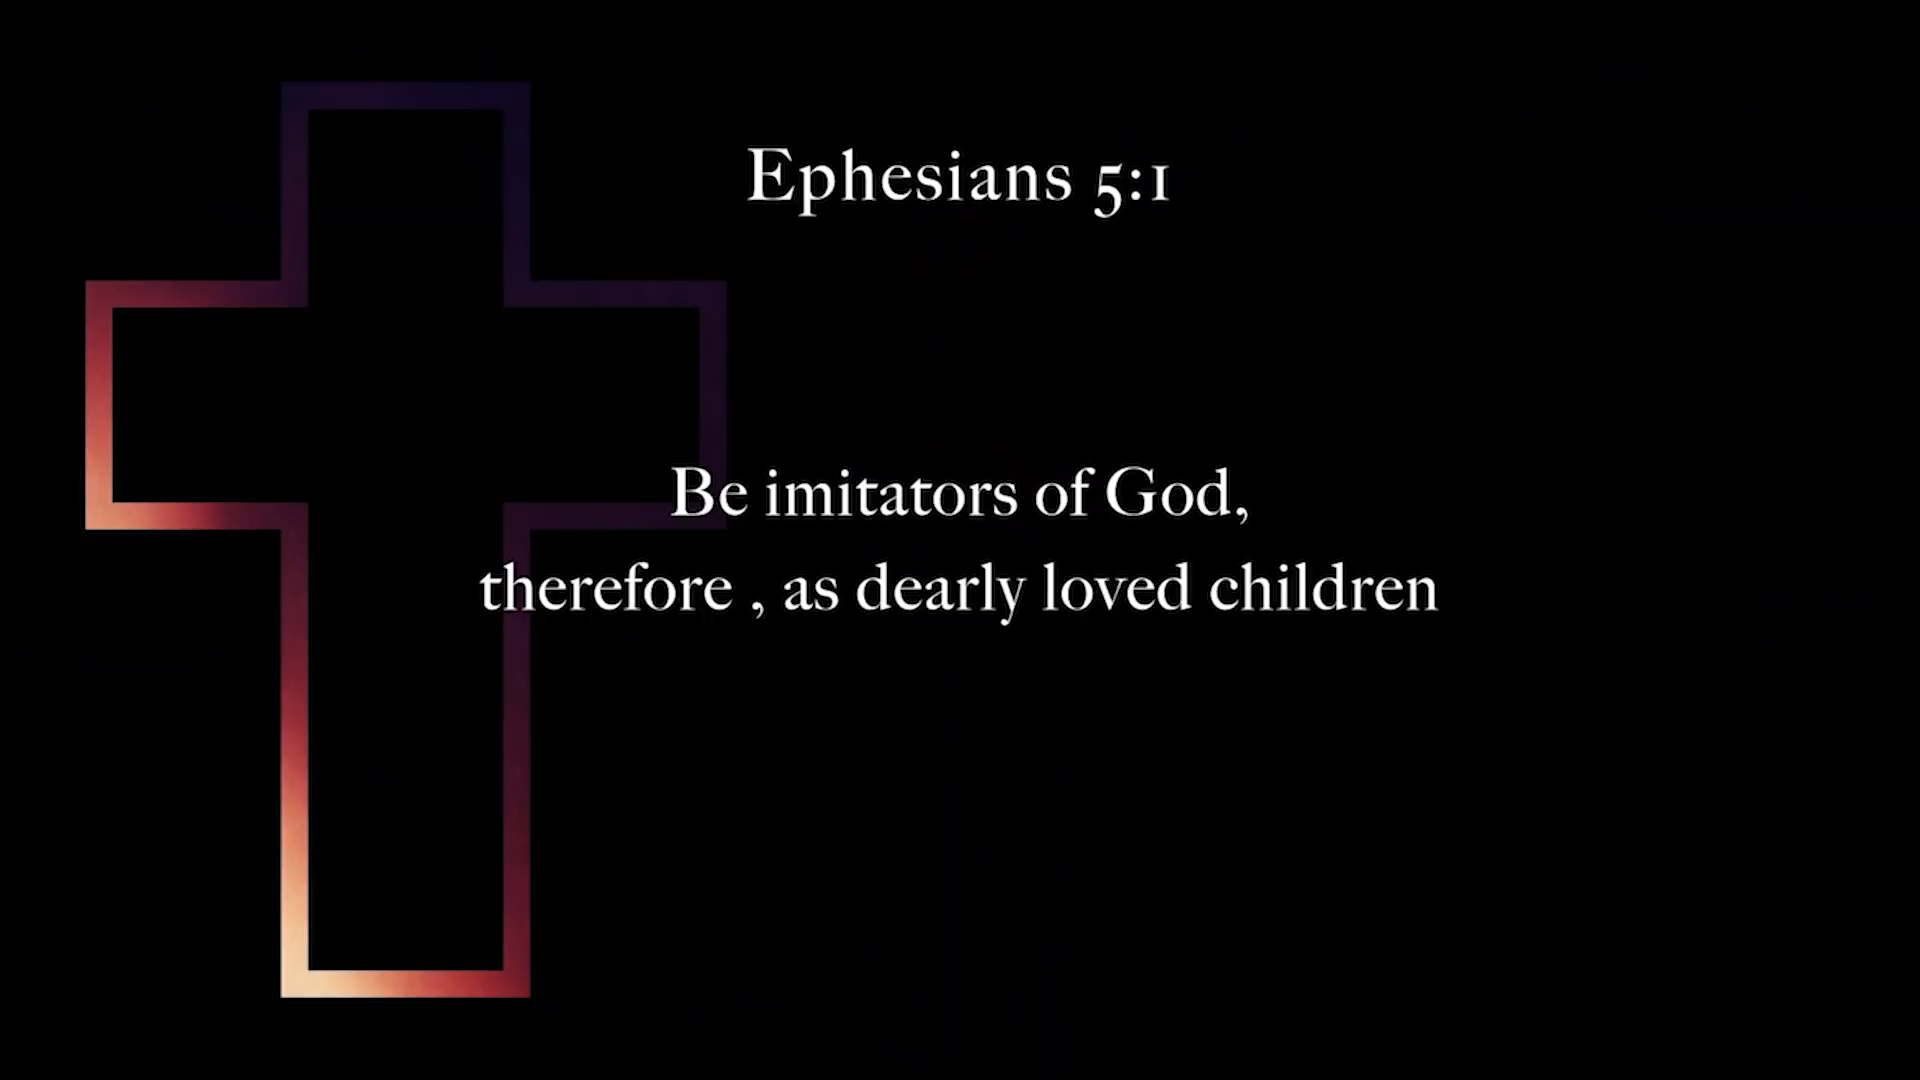 Ephesians 5:1
Be imitators of God,
therefore , as dearly loved children